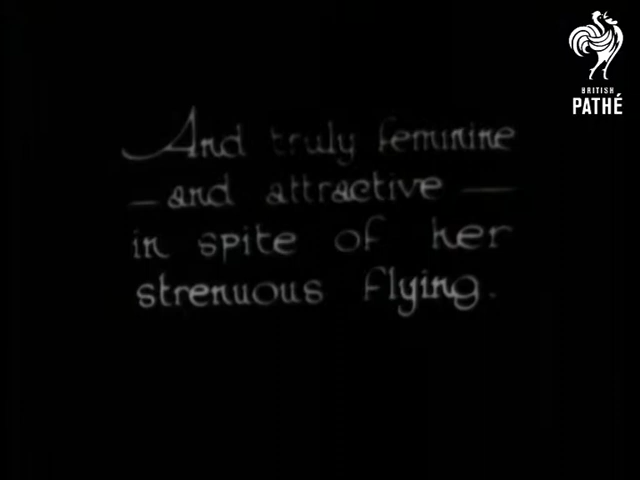 BRITISH
PATHÉ
And truly feminine
— and attractive —
in spite of her
strenuous flying.